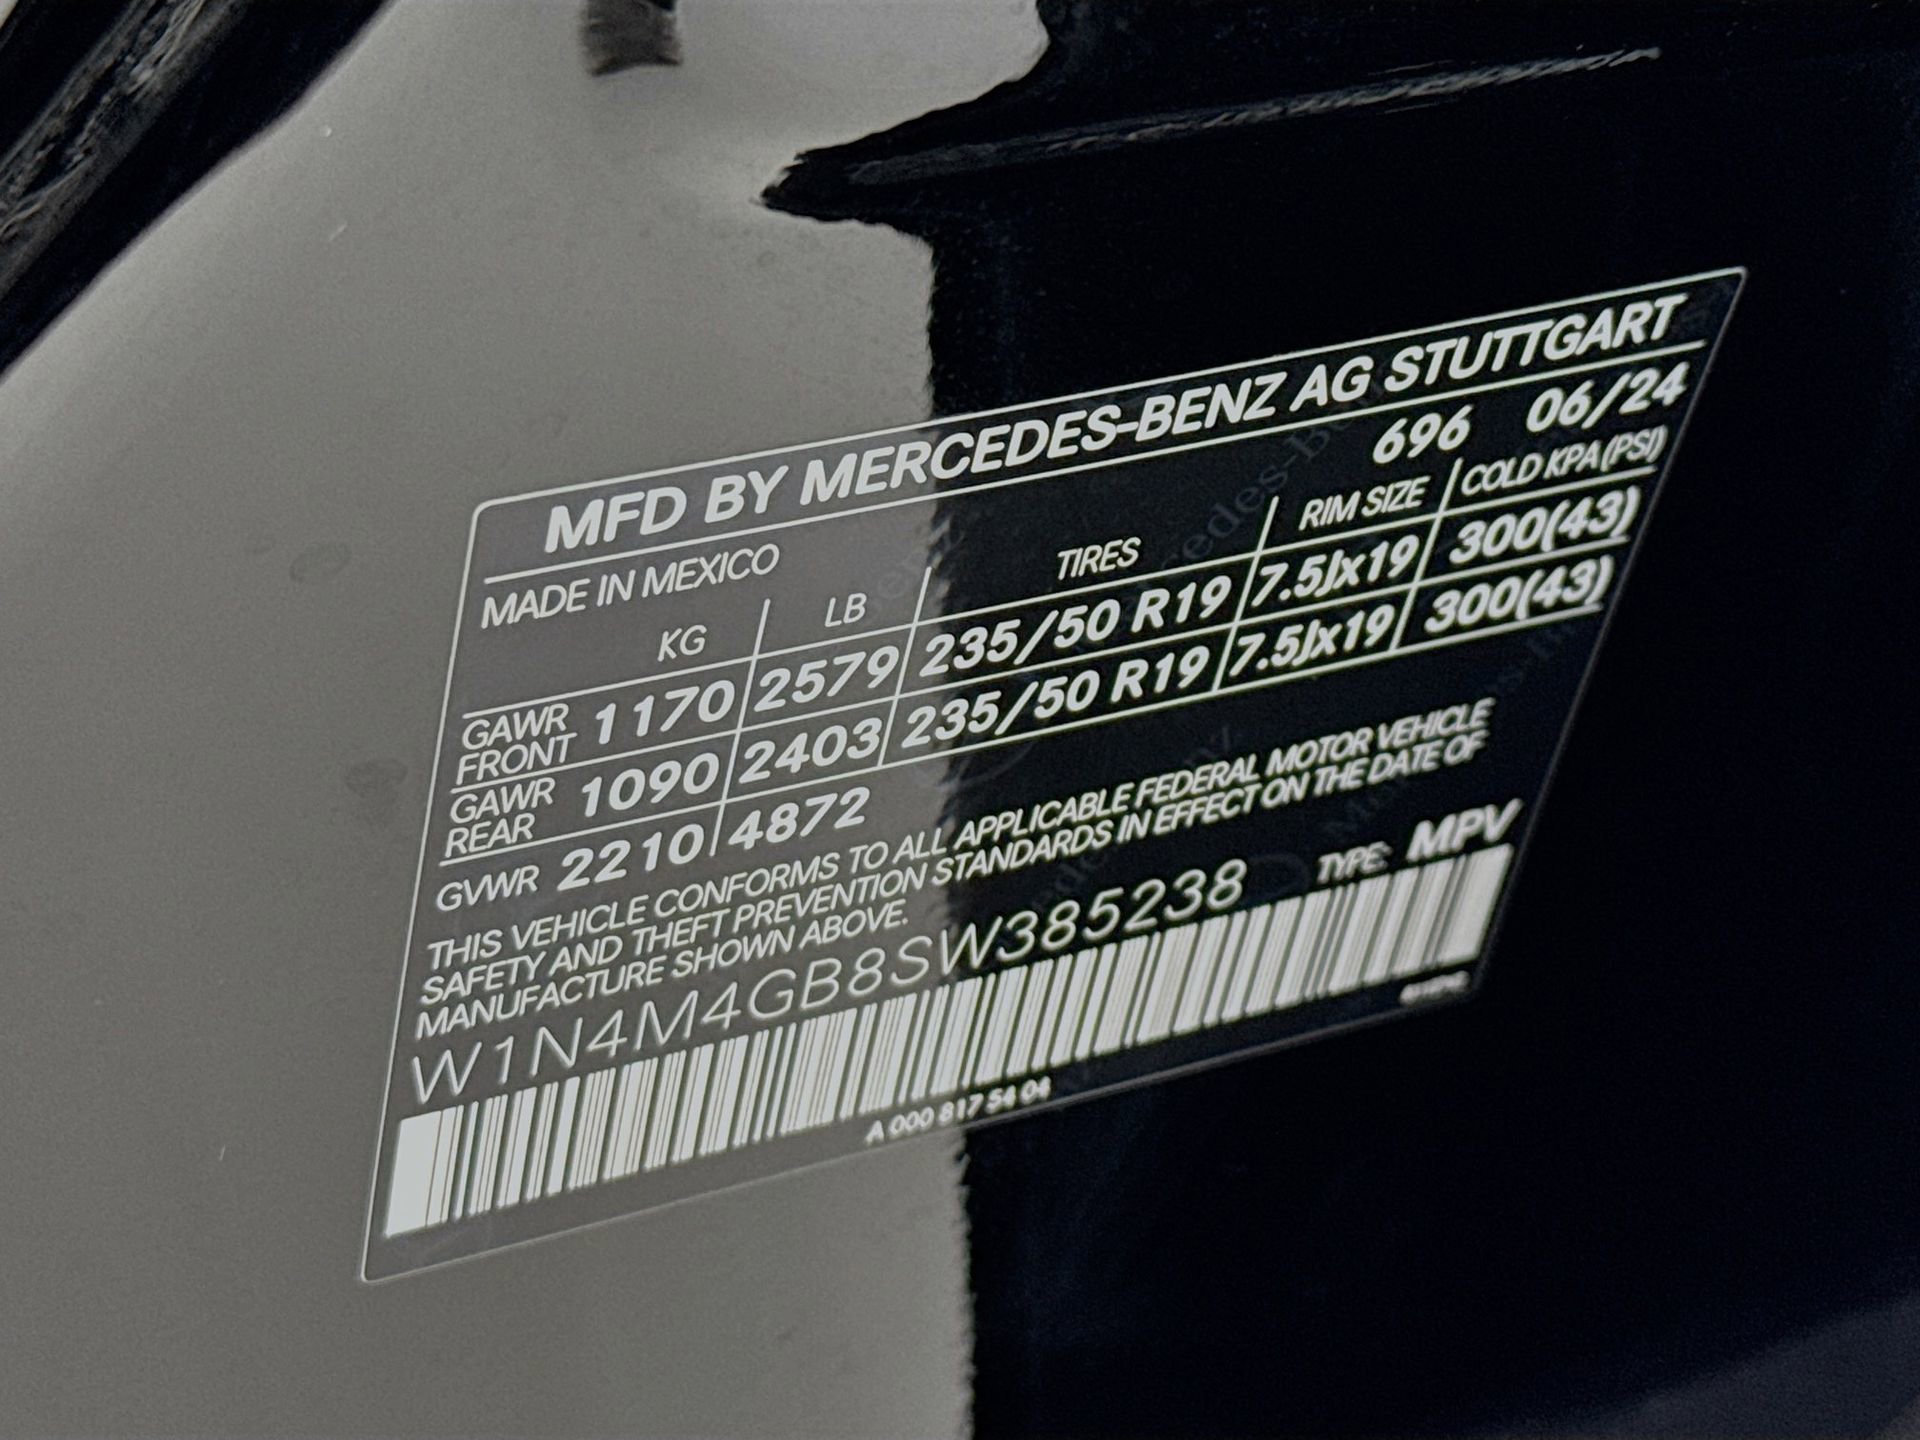 MFD BY MERCEDES-BENZ AG STUTTGART
MADE IN MEXICO 696 06/24
KG LB TIRES RIM SIZE COLD KPA(PSI)
GAWR FRONT 1170 2579 235/50 R19 7.5Jx19 300(43)
GAWR REAR 1090 2403 235/50 R19 7.5Jx19 300(43)
GVWR 2210 4872
THIS VEHICLE CONFORMS TO ALL APPLICABLE FEDERAL MOTOR VEHICLE
SAFETY AND THEFT PREVENTION STANDARDS IN EFFECT ON THE DATE OF
MANUFACTURE SHOWN ABOVE.
W1N4M4GB8SW385238 TYPE: MPV
A 000 817 54 04